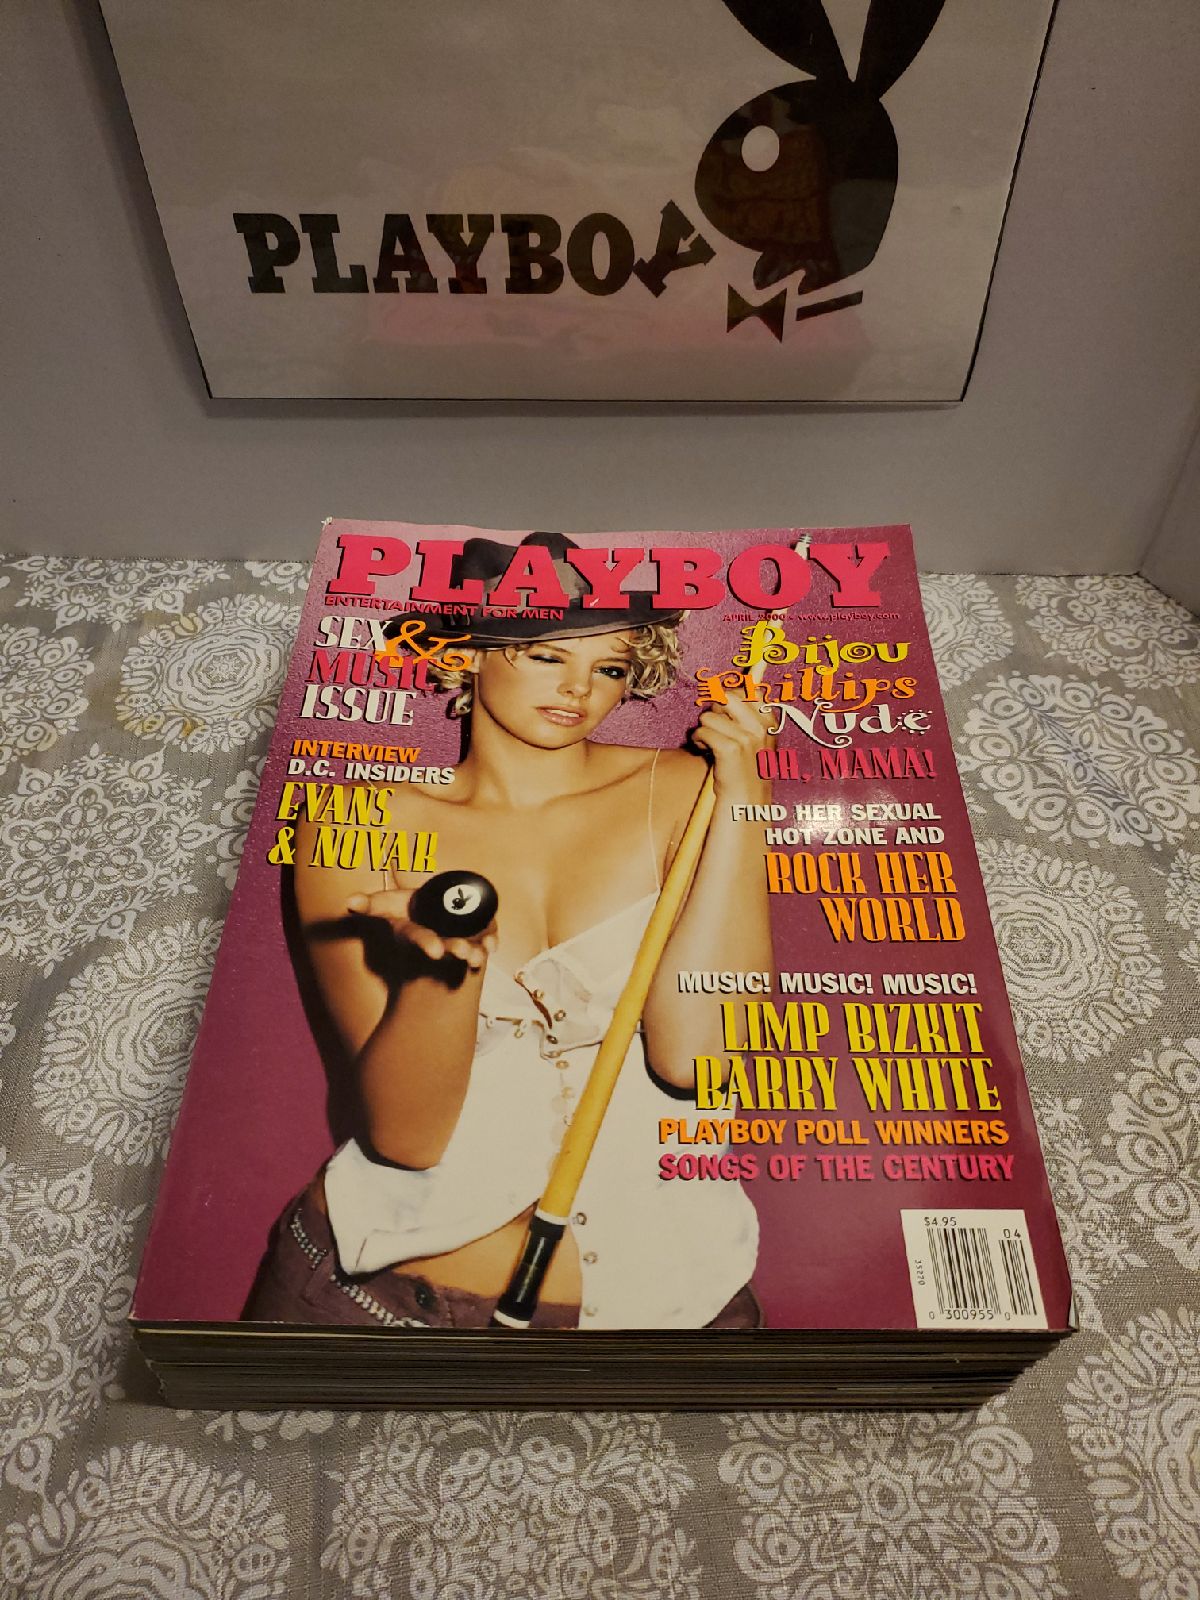 PLAYBOY
PLAYBOY
ENTERTAINMENT FOR MEN
APRIL 2000 • www.playboy.com
SEX &
MUSIC
ISSUE
INTERVIEW
D.C. INSIDERS
EVANS
& NOVAK
Bijou
Phillips
Nude
OH, MAMA!
FIND HER SEXUAL
HOT ZONE AND
ROCK HER
WORLD
MUSIC! MUSIC! MUSIC!
LIMP BIZKIT
BARRY WHITE
PLAYBOY POLL WINNERS
SONGS OF THE CENTURY
$4.95
04
35270
0 300955 0